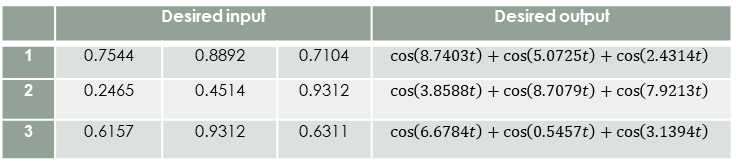 Desired input Desired output
1 0.7544 0.8892 0.7104 cos(8.7403t) + cos(5.0725t) + cos(2.4314t)
2 0.2465 0.4514 0.9312 cos(3.8588t) + cos(8.7079t) + cos(7.9213t)
3 0.6157 0.9312 0.6311 cos(6.6784t) + cos(0.5457t) + cos(3.1394t)